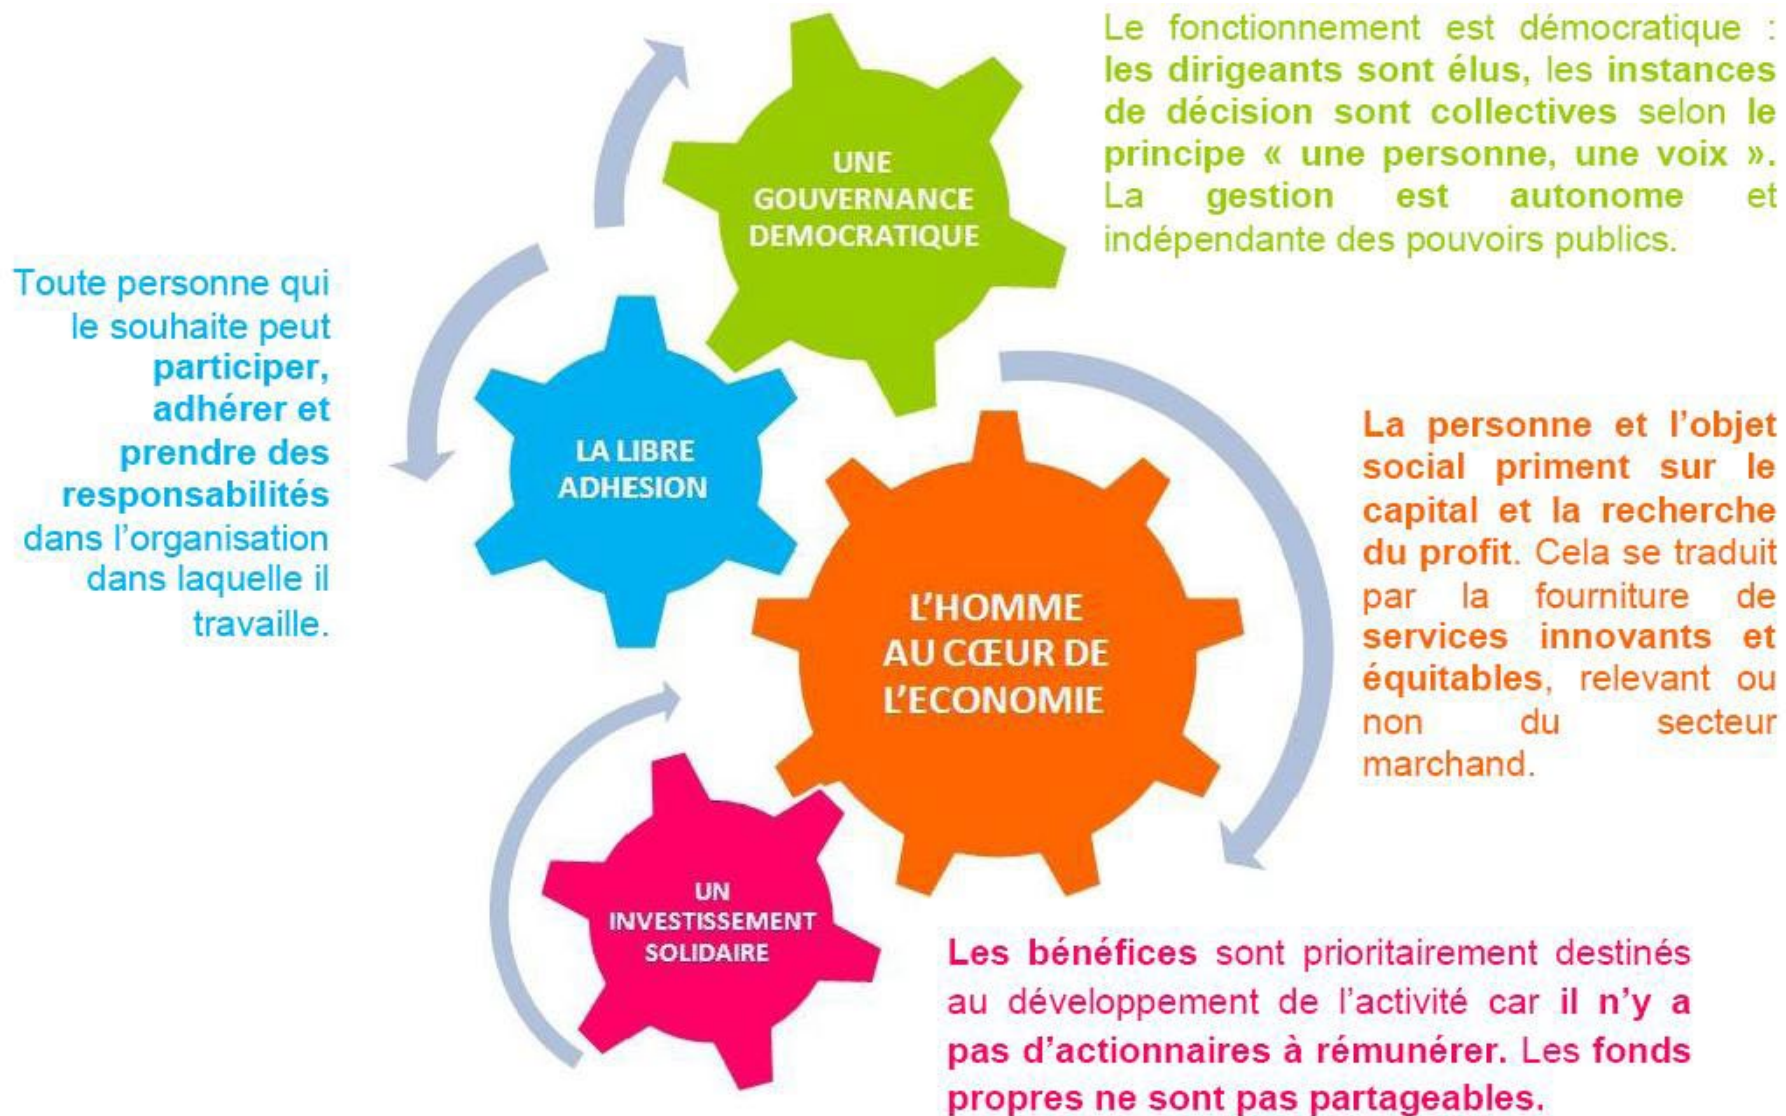 UNE
GOUVERNANCE
DEMOCRATIQUE
Le fonctionnement est démocratique :
les dirigeants sont élus, les instances
de décision sont collectives selon le
principe « une personne, une voix ».
La gestion est autonome et
indépendante des pouvoirs publics.
Toute personne qui
le souhaite peut
participer,
adhérer et
prendre des
responsabilités
dans l'organisation
dans laquelle il
travaille.
LA LIBRE
ADHESION
L'HOMME
AU CŒUR DE
L'ECONOMIE
La personne et l'objet
social priment sur le
capital et la recherche
du profit. Cela se traduit
par la fourniture de
services innovants et
équitables, relevant ou
non du secteur
marchand.
UN
INVESTISSEMENT
SOLIDAIRE
Les bénéfices sont prioritairement destinés
au développement de l'activité car il n'y a
pas d'actionnaires à rémunérer. Les fonds
propres ne sont pas partageables.